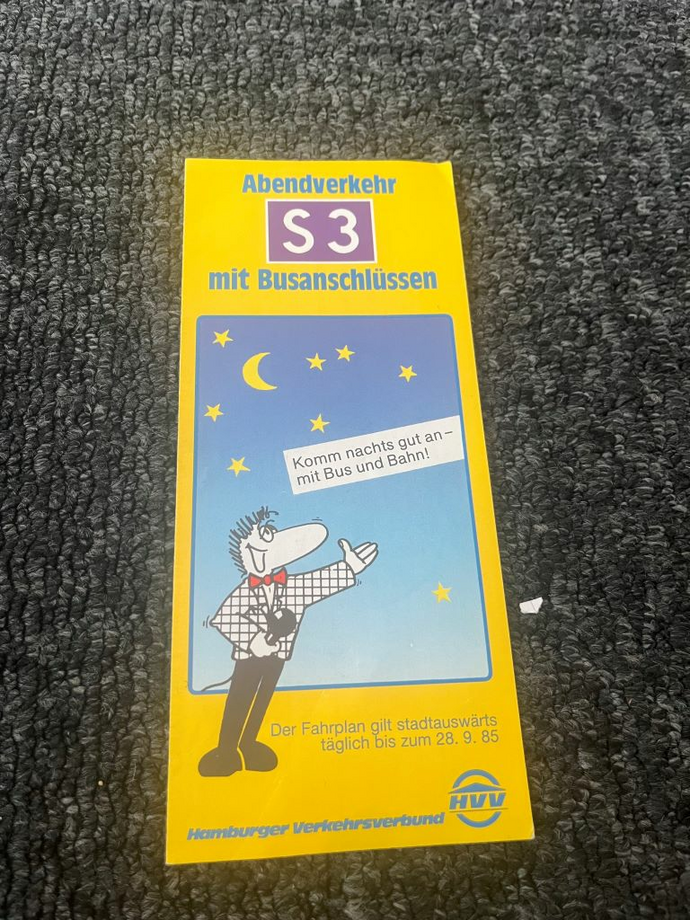 Abendverkehr
S 3
mit Busanschlüssen
Komm nachts gut an –
mit Bus und Bahn!
Der Fahrplan gilt stadtauswärts
täglich bis zum 28. 9. 85
HVV
Hamburger Verkehrsverbund